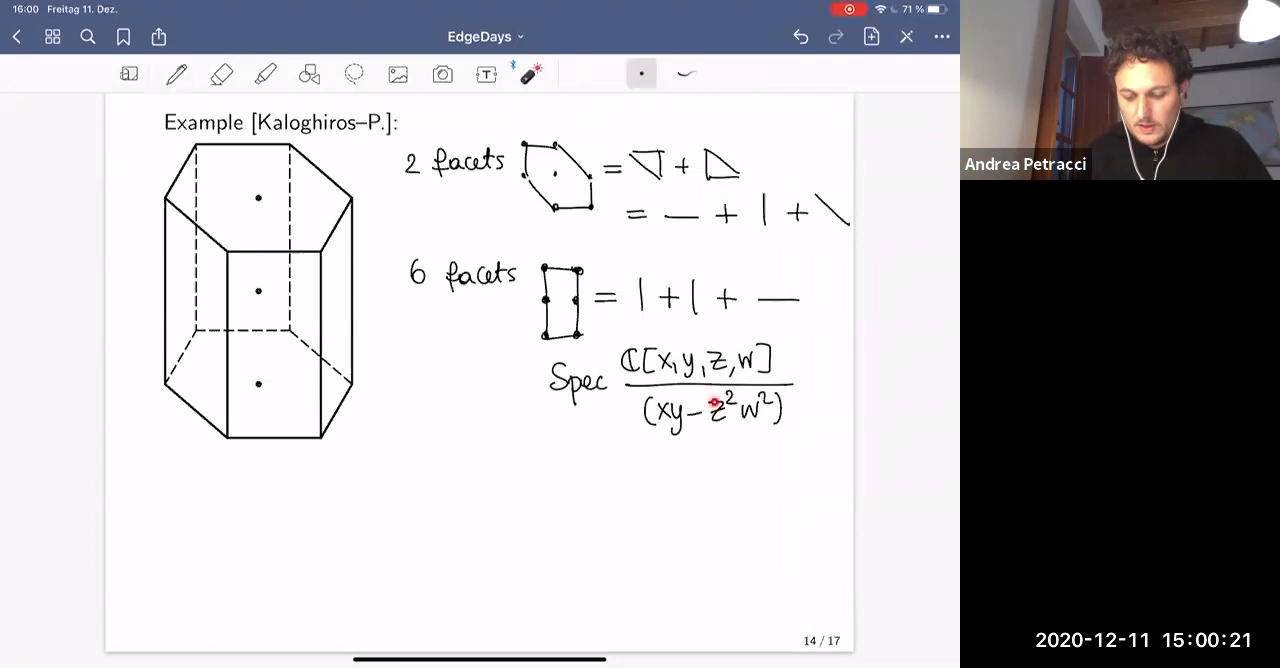 16:00 Freitag 11. Dez.
71 %
EdgeDays
T
Example [Kaloghiros–P.]:
2 facets = ▽ + △
= — + | + \
6 facets = | + | + —
Spec ℂ[x,y,z,w]
(xy–z²w²)
14 / 17
Andrea Petracci
2020-12-11 15:00:21